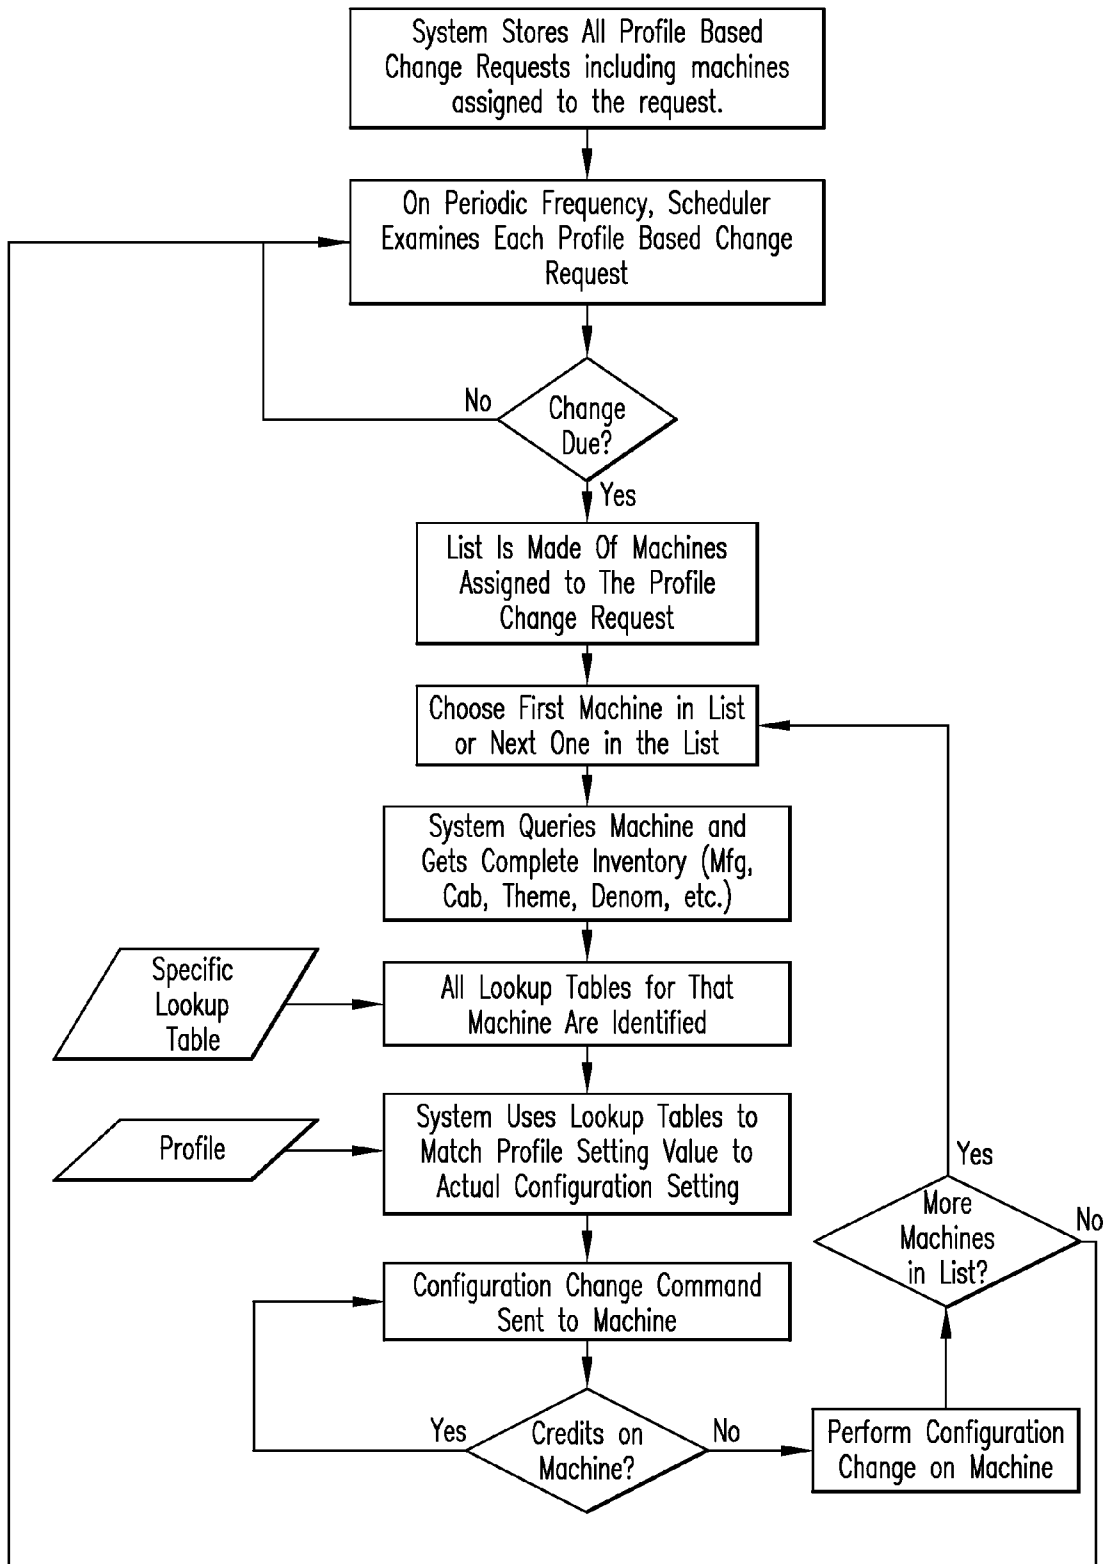 System Stores All Profile Based
Change Requests including machines
assigned to the request.
On Periodic Frequency, Scheduler
Examines Each Profile Based Change
Request
No
Change
Due?
Yes
List Is Made Of Machines
Assigned to The Profile
Change Request
Choose First Machine in List
or Next One in the List
System Queries Machine and
Gets Complete Inventory (Mfg,
Cab, Theme, Denom, etc.)
Specific
Lookup
Table
All Lookup Tables for That
Machine Are Identified
Profile
System Uses Lookup Tables to
Match Profile Setting Value to
Actual Configuration Setting
Configuration Change Command
Sent to Machine
Yes
Credits on
Machine?
No
Perform Configuration
Change on Machine
More
Machines
in List?
Yes
No